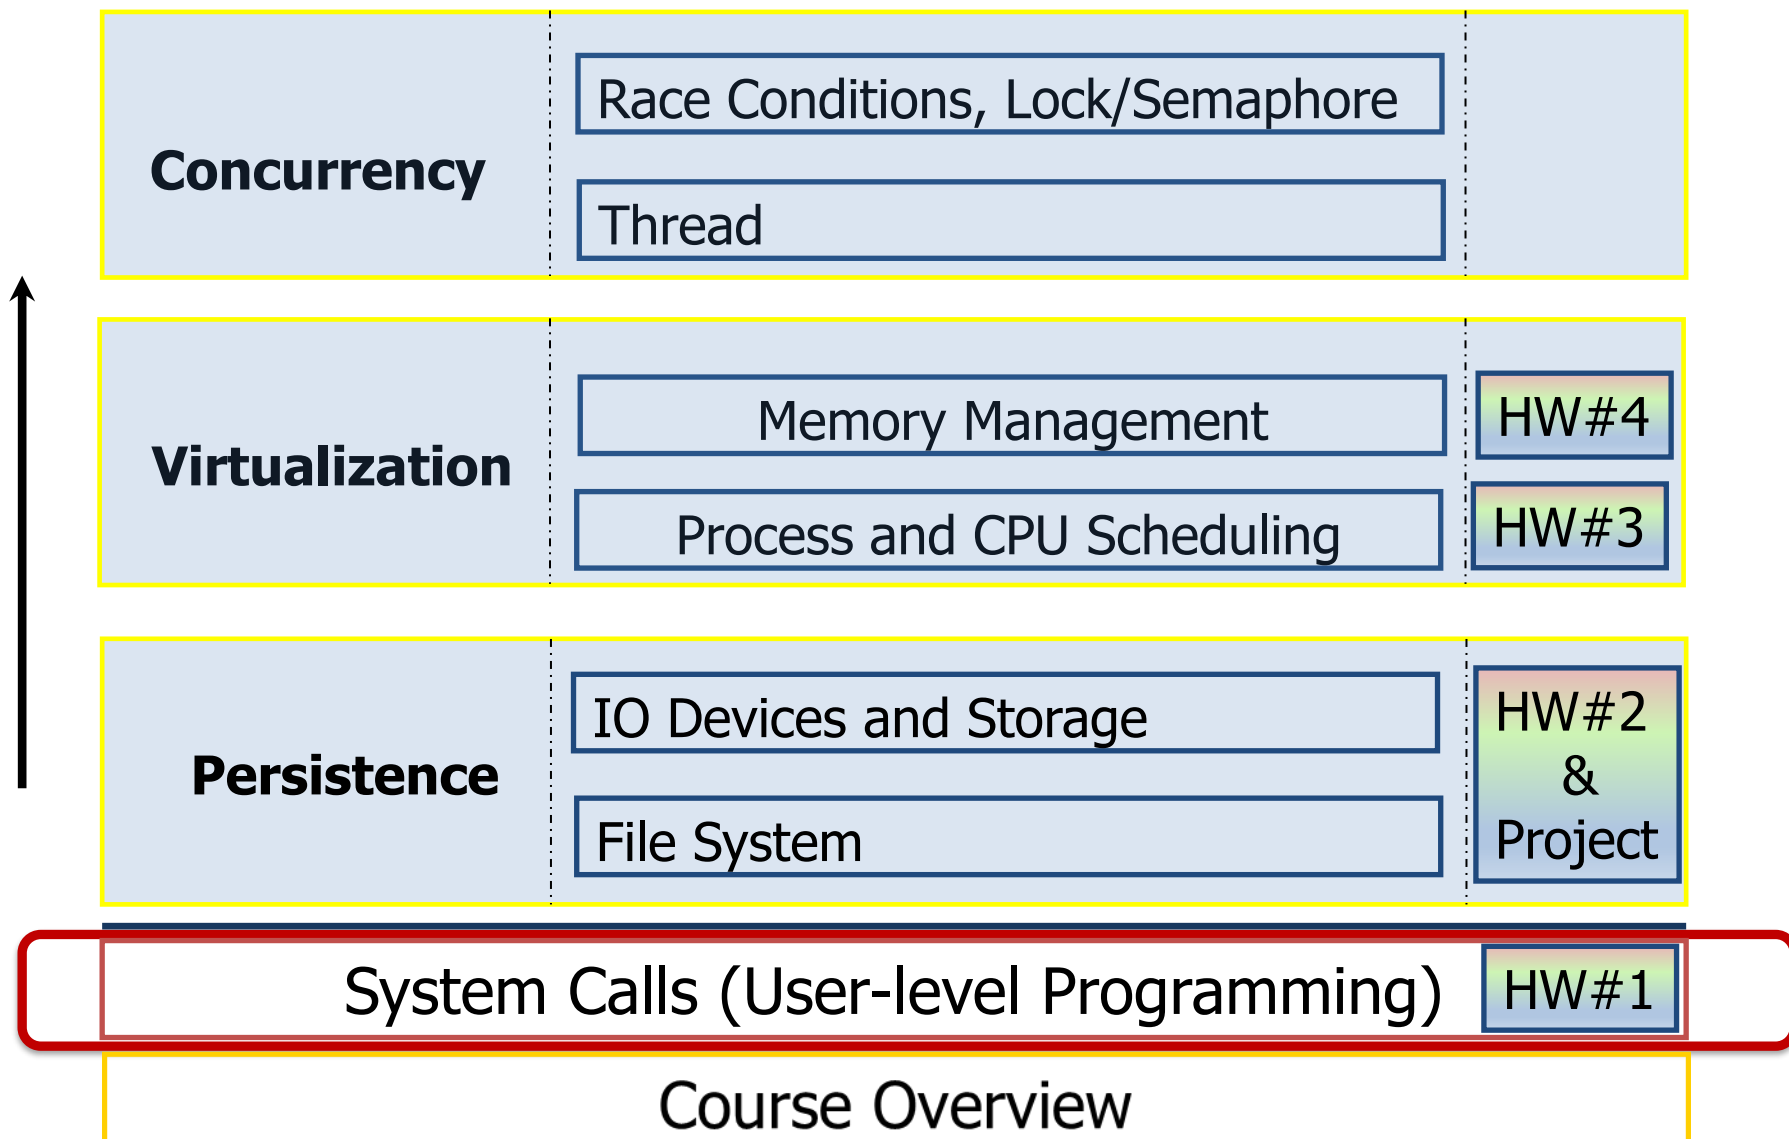 Race Conditions, Lock/Semaphore
Concurrency
Thread
Memory Management
HW#4
Virtualization
Process and CPU Scheduling
HW#3
IO Devices and Storage
HW#2
&
Project
Persistence
File System
System Calls (User-level Programming)
HW#1
Course Overview